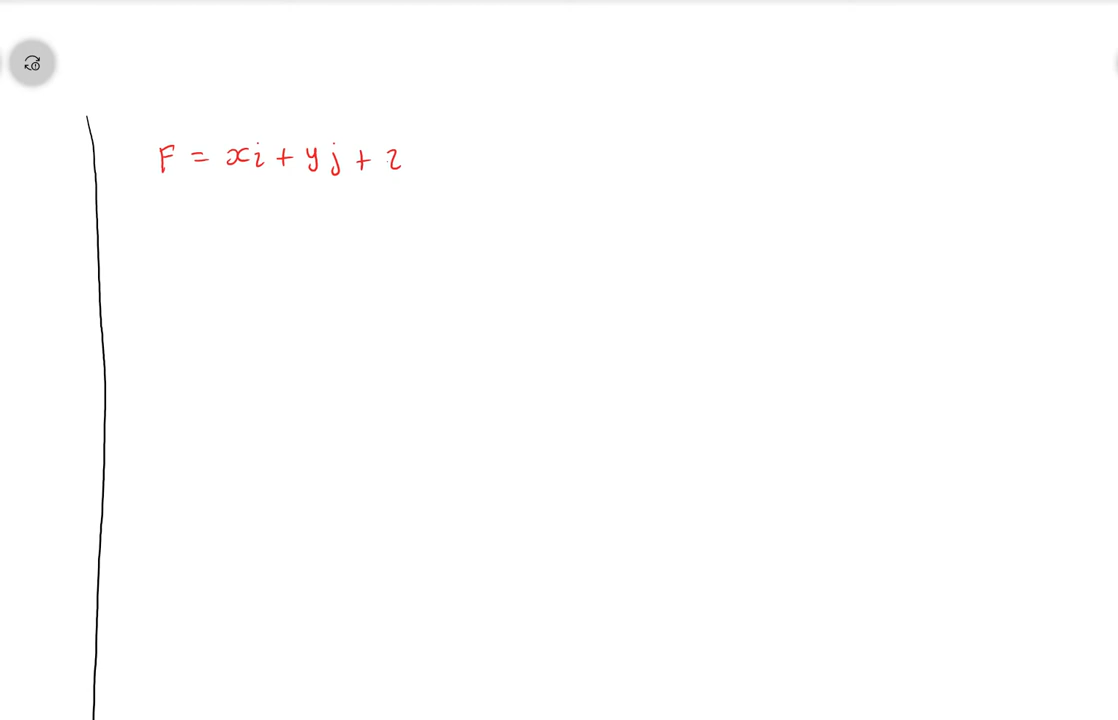 F = xi + yj + z